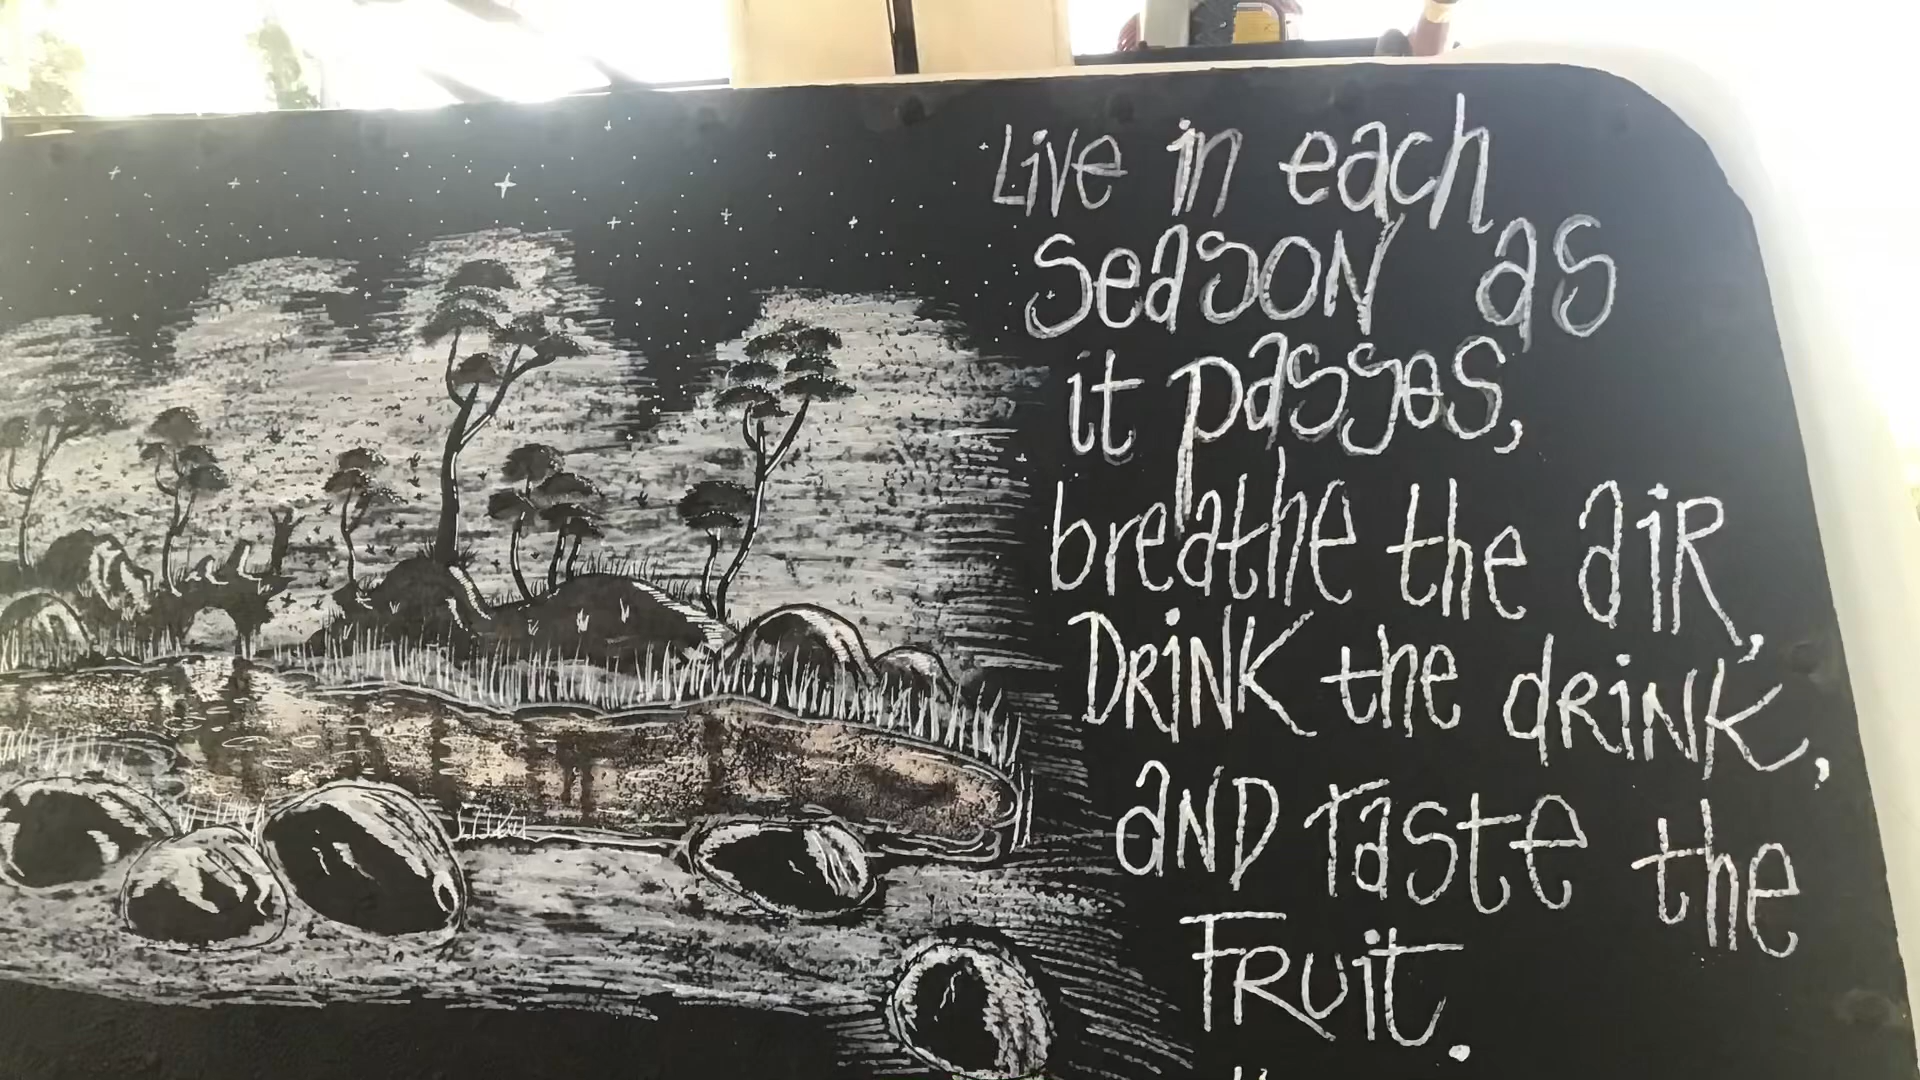 Live in each
season as
it passes,
breathe the air,
Drink the drink,
and Taste the
Fruit.